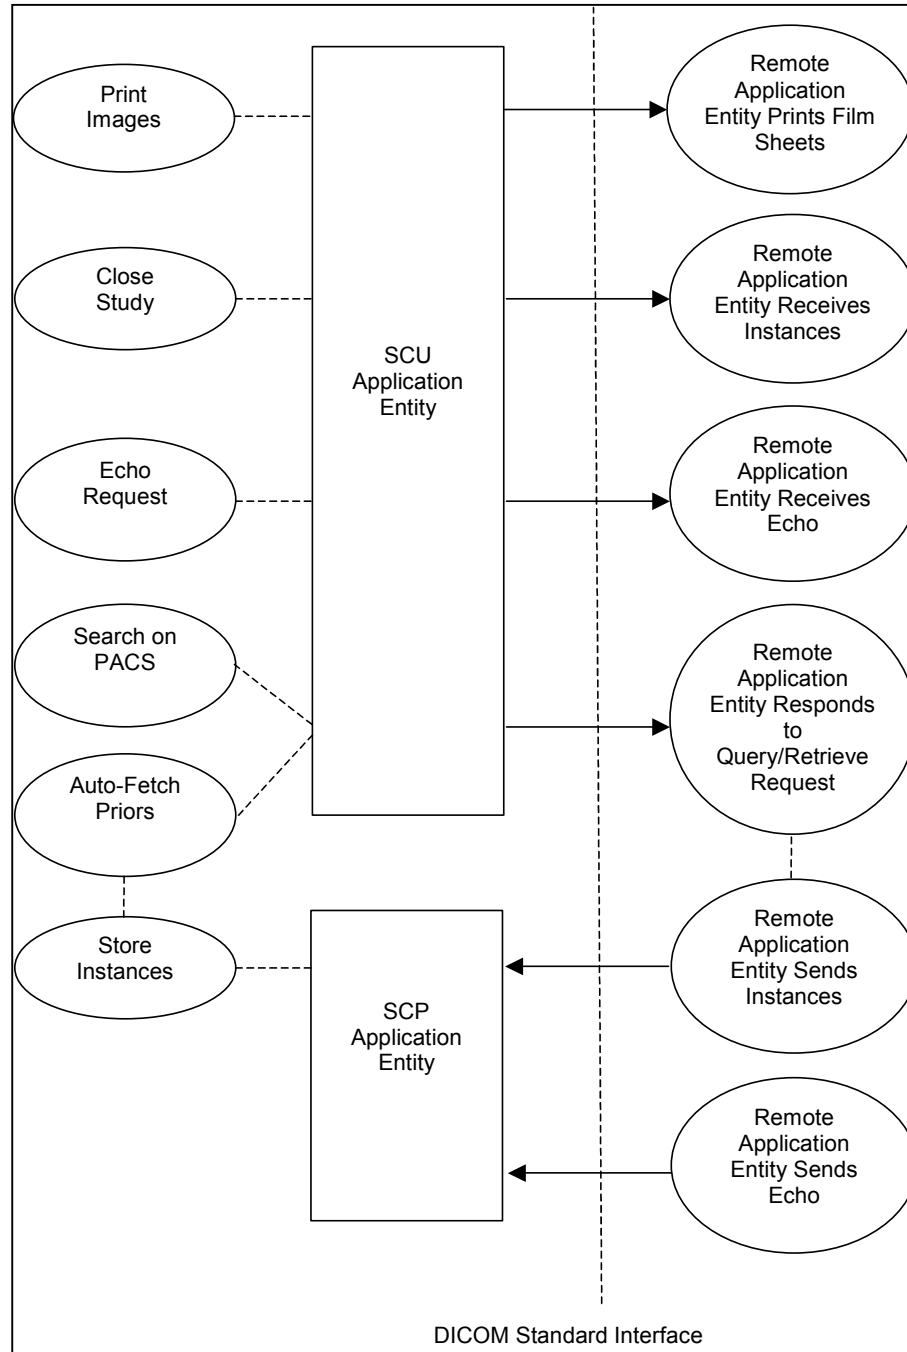 Print
Images
Remote
Application
Entity Prints Film
Sheets
Close
Study
Remote
Application
Entity Receives
Instances
SCU
Application
Entity
Echo
Request
Remote
Application
Entity Receives
Echo
Search on
PACS
Remote
Application
Entity Responds
to
Query/Retrieve
Request
Auto-Fetch
Priors
Store
Instances
Remote
Application
Entity Sends
Instances
SCP
Application
Entity
Remote
Application
Entity Sends
Echo
DICOM Standard Interface